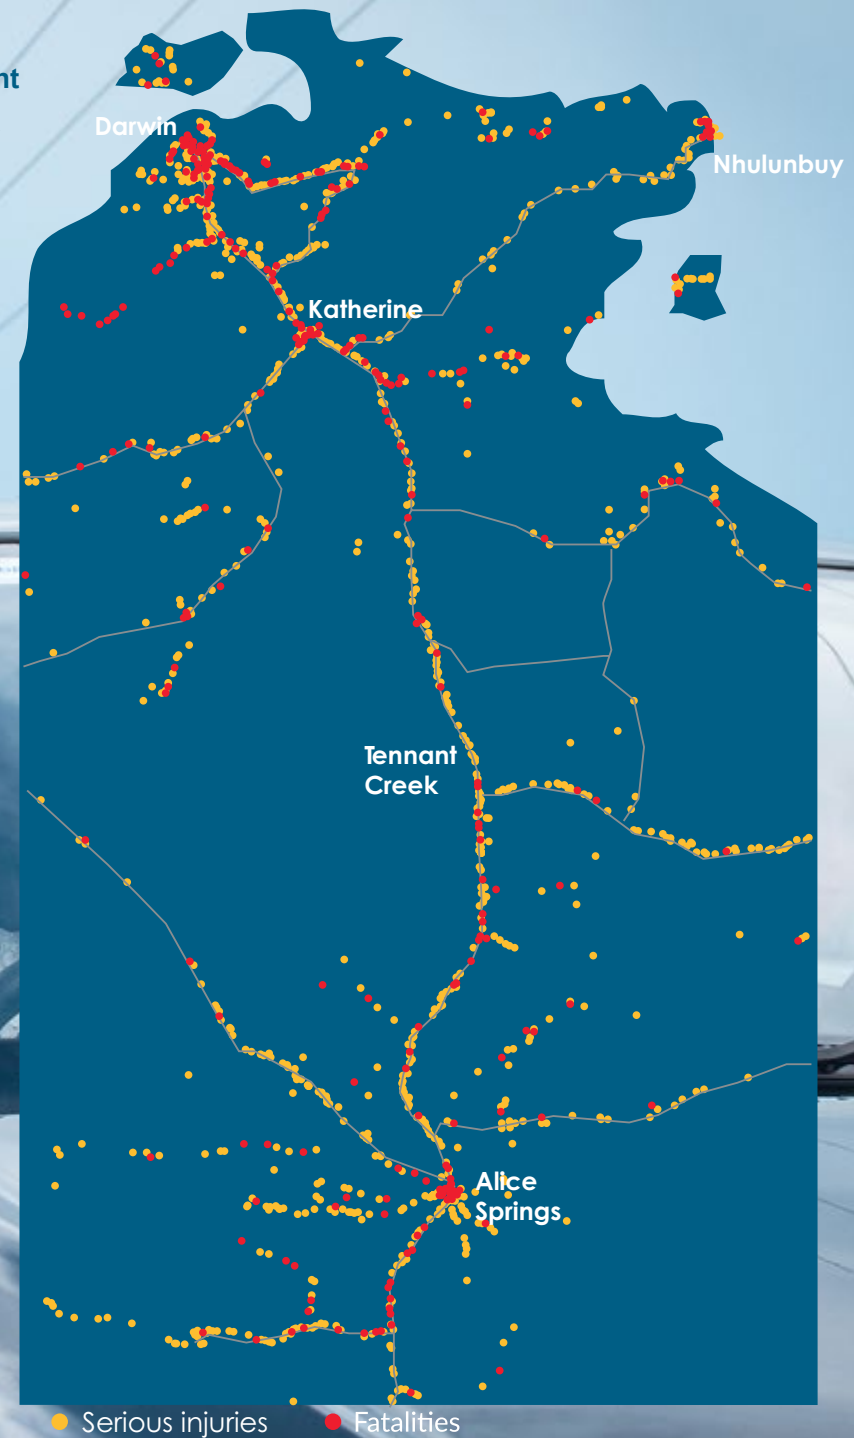 nt
Darwin
Nhulunbuy
Katherine
Tennant
Creek
Alice
Springs
Serious injuries
Fatalities